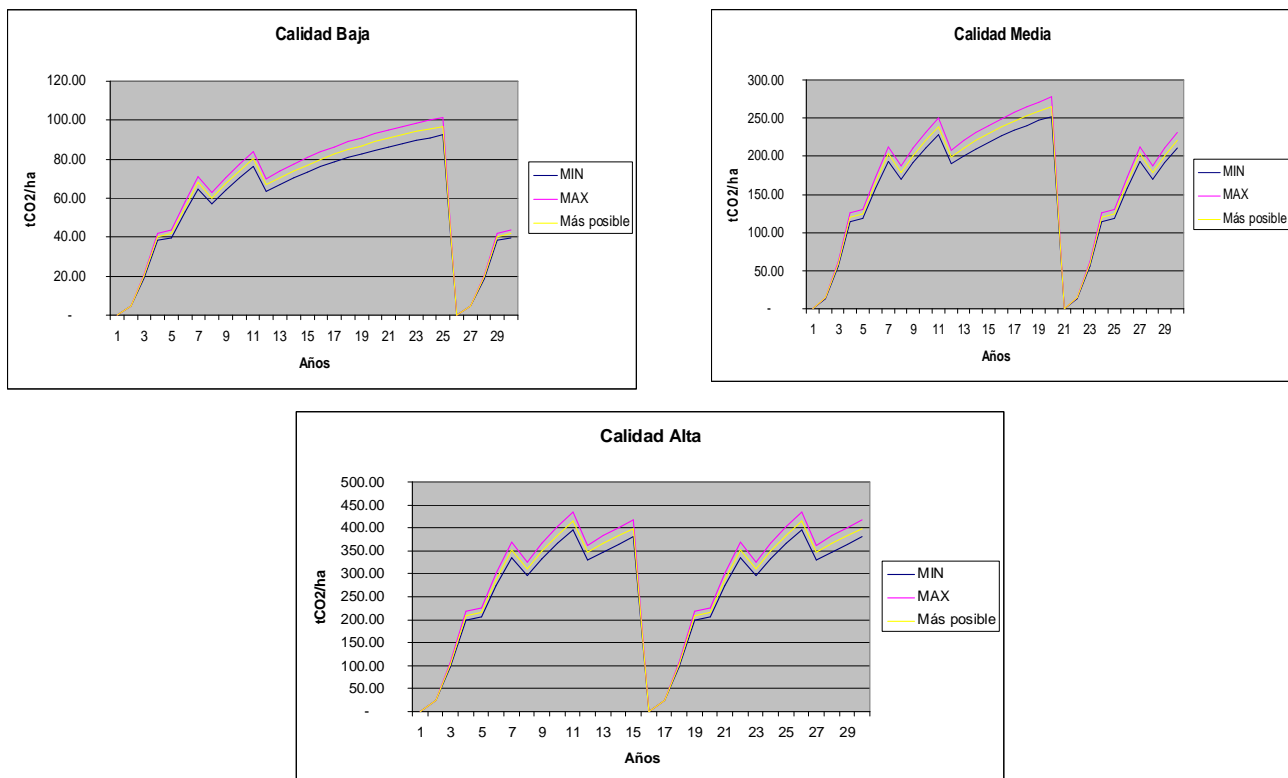 Calidad Baja
tCO2/ha
120.00
100.00
80.00
60.00
40.00
20.00
-
1 3 5 7 9 11 13 15 17 19 21 23 25 27 29
Años
MIN
MAX
Más posible
Calidad Media
tCO2/ha
300.00
250.00
200.00
150.00
100.00
50.00
-
1 3 5 7 9 11 13 15 17 19 21 23 25 27 29
Años
MIN
MAX
Más posible
Calidad Alta
tCO2/ha
500.00
450.00
400.00
350.00
300.00
250.00
200.00
150.00
100.00
50.00
-
1 3 5 7 9 11 13 15 17 19 21 23 25 27 29
Años
MIN
MAX
Más posible